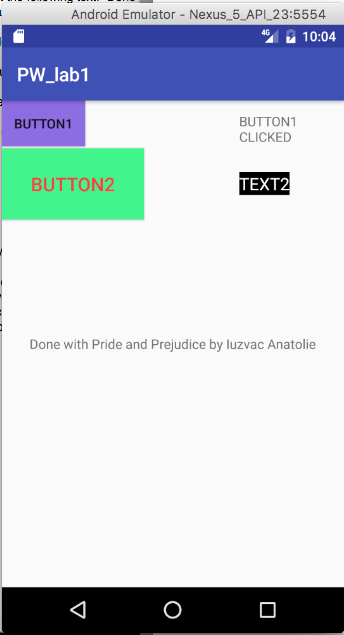 Android Emulator - Nexus_5_API_23:5554
4G 10:04
PW_lab1
BUTTON1
BUTTON1
CLICKED
BUTTON2
TEXT2
Done with Pride and Prejudice by Iuzvac Anatolie